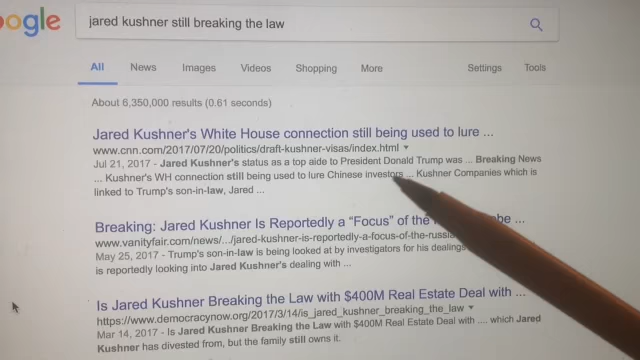 ogle
jared kushner still breaking the law
All News Images Videos Shopping More Settings Tools
About 6,350,000 results (0.61 seconds)
Jared Kushner's White House connection still being used to lure ...
www.cnn.com/2017/07/20/politics/draft-kushner-visas/index.html
Jul 21, 2017 - Jared Kushner's status as a top aide to President Donald Trump was ... Breaking News
... Kushner's WH connection still being used to lure Chinese investors ... Kushner Companies which is
linked to Trump's son-in-law, Jared ...
Breaking: Jared Kushner Is Reportedly a "Focus" of the be ...
www.vanityfair.com/news/.../jared-kushner-is-reportedly-a-focus-of-the-russia
May 25, 2017 - Trump's son-in-law is being looked at by investigators for his dealings
is reportedly looking into Jared Kushner's dealing with ...
Is Jared Kushner Breaking the Law with $400M Real Estate Deal with ...
https://www.democracynow.org/2017/3/14/is_jared_kushner_breaking_the_law
Mar 14, 2017 - Is Jared Kushner Breaking the Law with $400M Real Estate Deal with .... which Jared
Kushner has divested from, but the family still owns it.